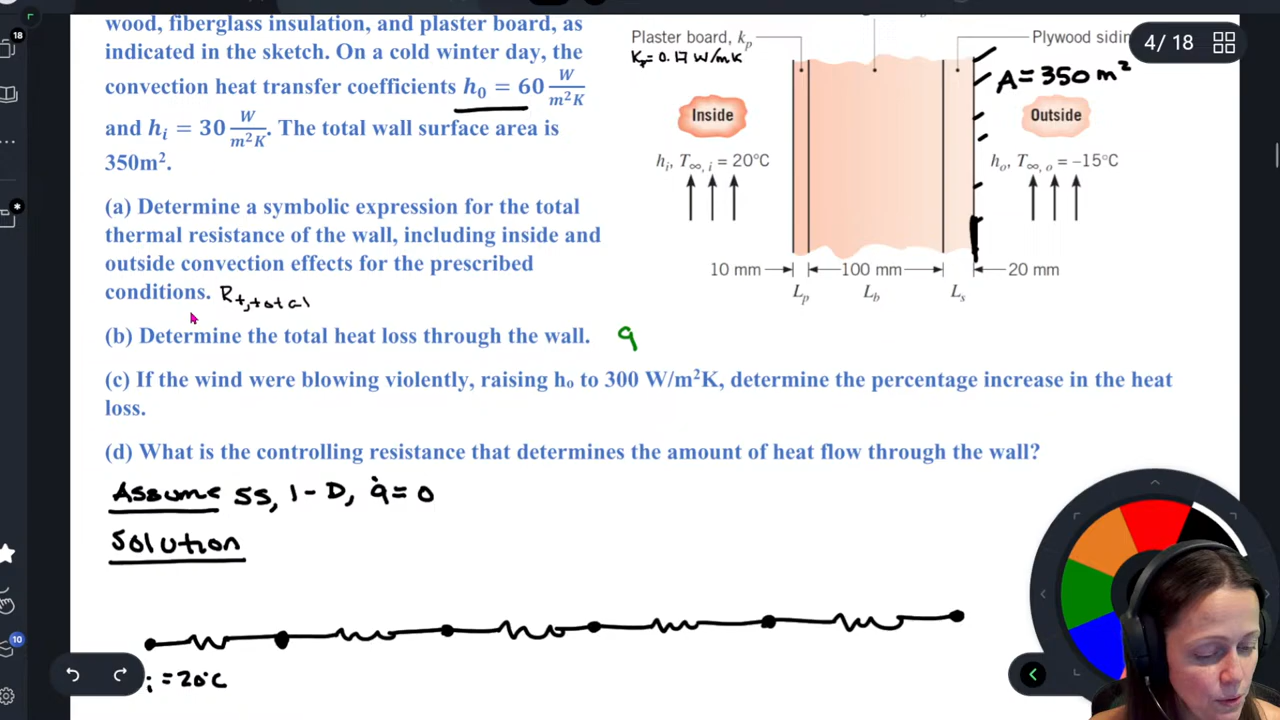 wood, fiberglass insulation, and plaster board, as
indicated in the sketch. On a cold winter day, the
convection heat transfer coefficients h₀ = 60 W/m²K
and hᵢ = 30 W/m²K. The total wall surface area is
350m².
(a) Determine a symbolic expression for the total
thermal resistance of the wall, including inside and
outside convection effects for the prescribed
conditions. Rt,total
(b) Determine the total heat loss through the wall. q
(c) If the wind were blowing violently, raising hₒ to 300 W/m²K, determine the percentage increase in the heat
loss.
(d) What is the controlling resistance that determines the amount of heat flow through the wall?
Assume SS, 1-D, q̇ = 0
Solution
i = 20°C
Plaster board, kp
Kp = 0.17 W/mK
Plywood sidin
A = 350 m²
Inside
Outside
hi, T∞,i = 20°C
ho, T∞,o = −15°C
10 mm
100 mm
20 mm
Lp
Lb
Ls
4 / 18
18
10